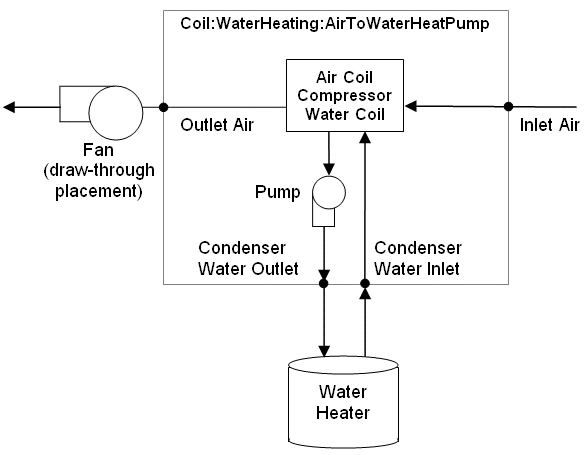 Coil:WaterHeating:AirToWaterHeatPump
Air Coil
Compressor
Water Coil
Outlet Air
Inlet Air
Fan
(draw-through
placement)
Pump
Condenser
Water Outlet
Condenser
Water Inlet
Water
Heater